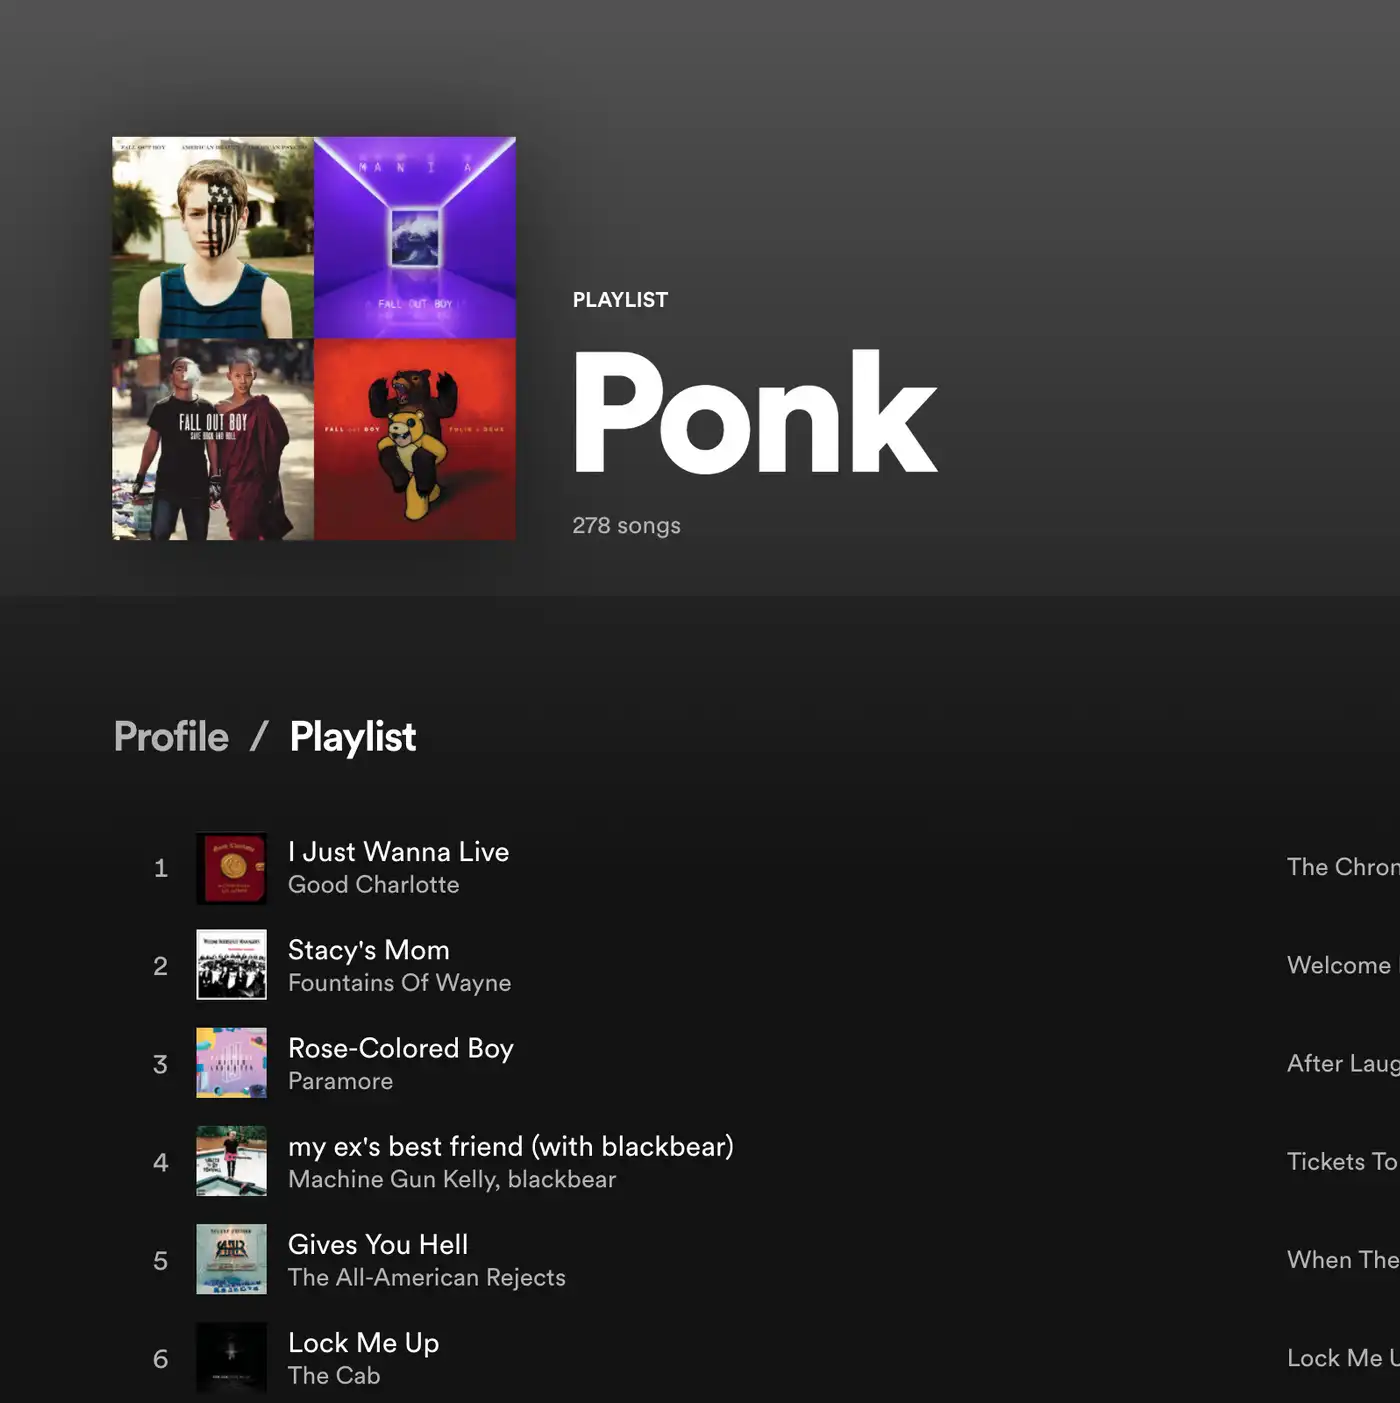 FALL OUT BOY
MANIA
FALL OUT BOY
FALL OUT BOY
SAVE ROCK AND ROLL
FALL OUT BOY FOLIE À DEUX
PLAYLIST
Ponk
278 songs
Profile / Playlist
1 I Just Wanna Live The Chron
Good Charlotte
2 Stacy's Mom Welcome
Fountains Of Wayne
3 Rose-Colored Boy After Laug
Paramore
4 my ex's best friend (with blackbear) Tickets To
Machine Gun Kelly, blackbear
5 Gives You Hell When The
The All-American Rejects
6 Lock Me Up Lock Me U
The Cab